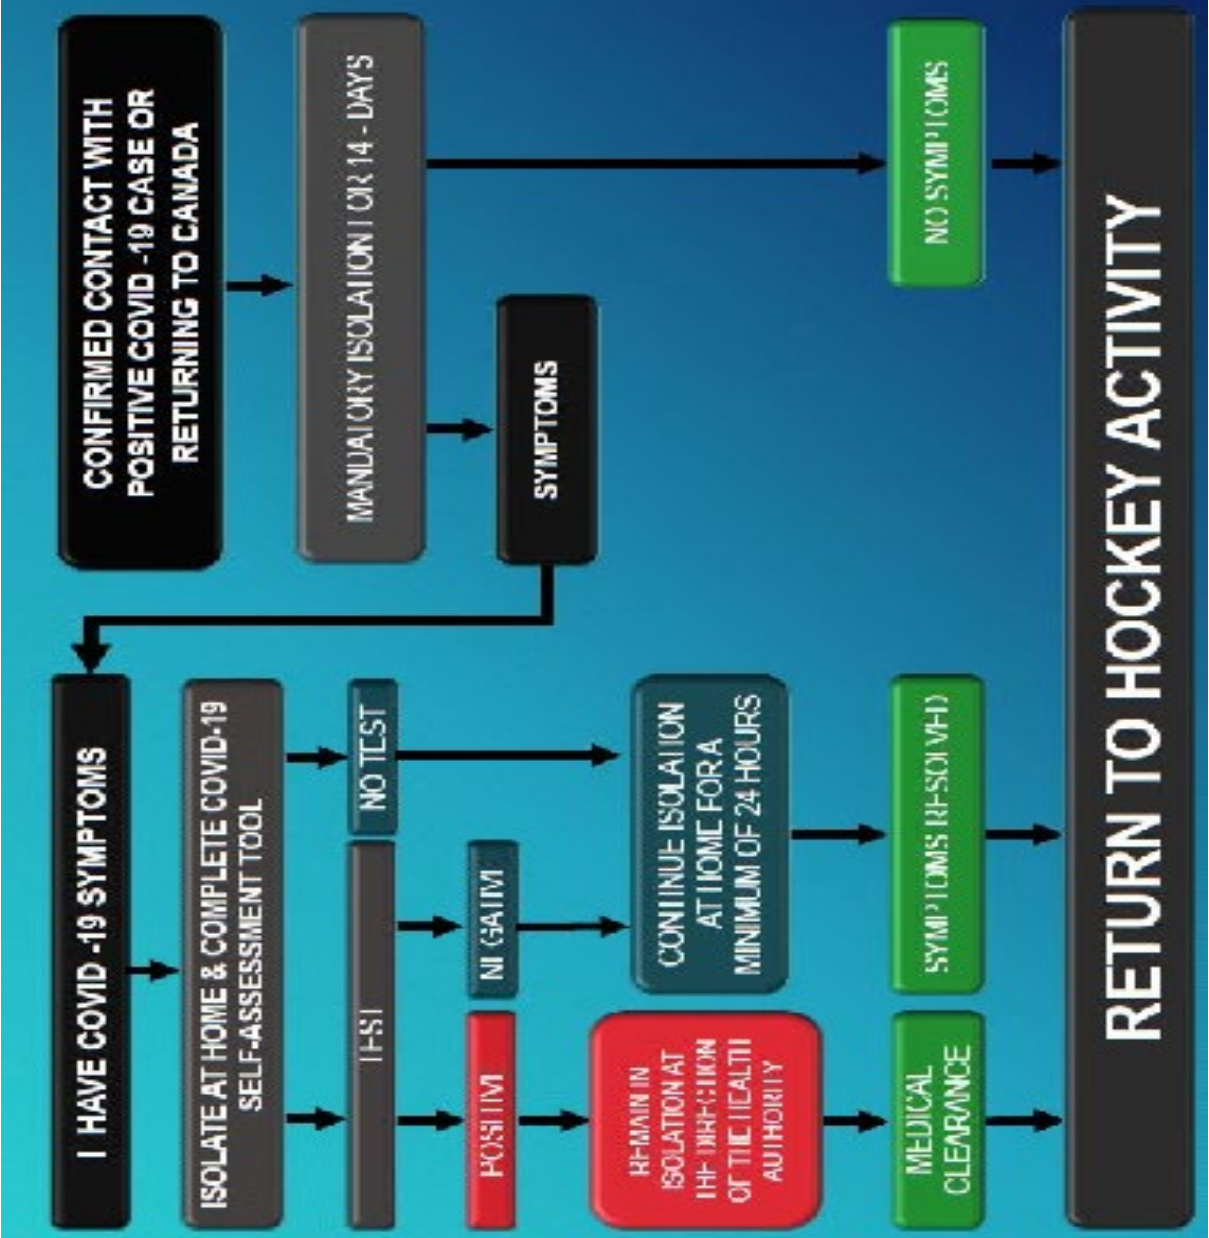 I HAVE COVID -19 SYMPTOMS
ISOLATE AT HOME & COMPLETE COVID-19
SELF-ASSESSMENT TOOL
TEST
NO TEST
POSITIVE
NEGATIVE
REMAIN IN
ISOLATION AT
THE DIRECTION
OF THE HEALTH
AUTHORITY
CONTINUE ISOLATION
AT HOME FOR A
MINIMUM OF 24 HOURS
MEDICAL
CLEARANCE
SYMPTOMS RESOLVED
CONFIRMED CONTACT WITH
POSITIVE COVID -19 CASE OR
RETURNING TO CANADA
MANDATORY ISOLATION FOR 14 - DAYS
SYMPTOMS
NO SYMPTOMS
RETURN TO HOCKEY ACTIVITY